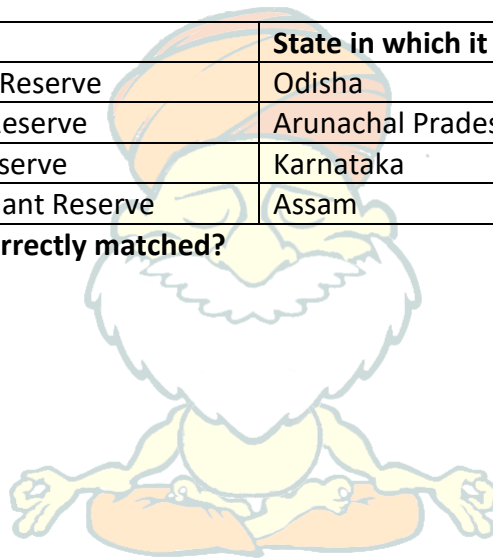 State in which it
Reserve Odisha
eserve Arunachal Prades
serve Karnataka
ant Reserve Assam
rrectly matched?